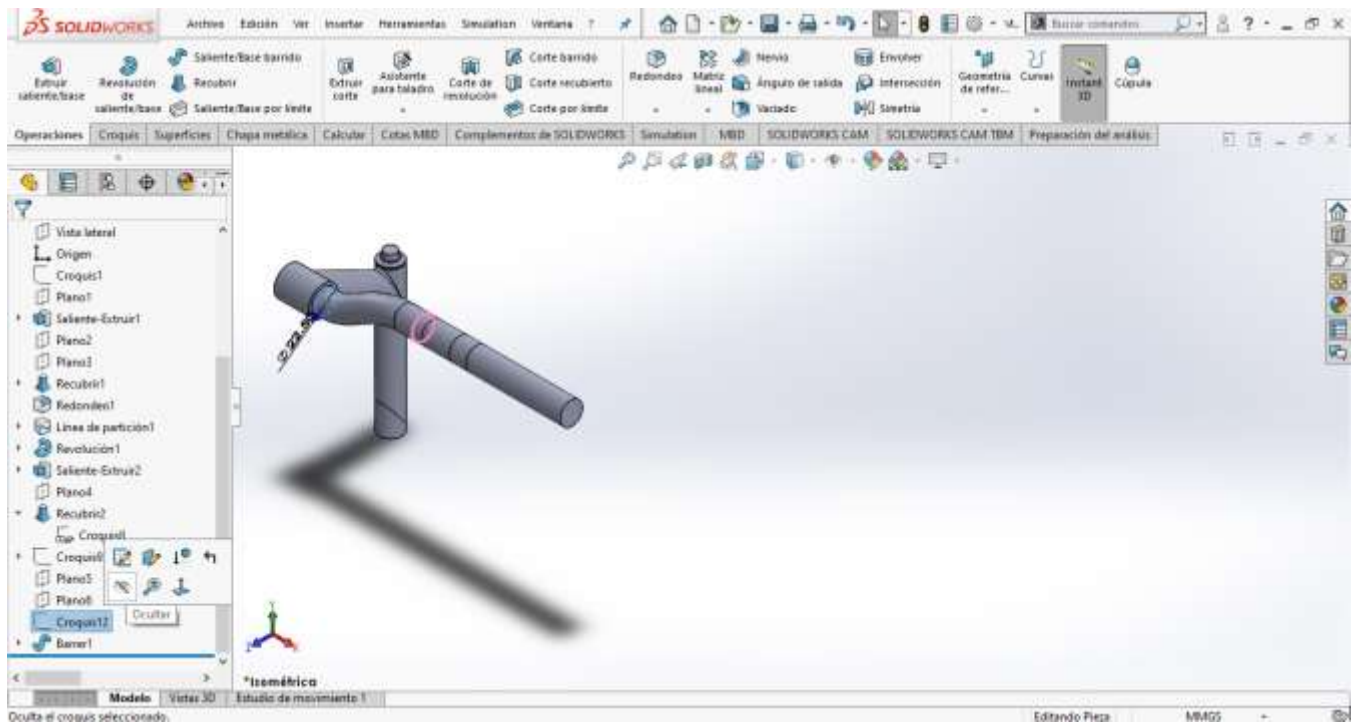 SOLIDWORKS Archivo Edición Ver Insertar Herramientas Simulation Ventana ?
Buscar comandos
Extruir saliente/base
Revolución de saliente/base
Saliente/Base barrido
Recubrir
Saliente/Base por límite
Extruir corte
Asistente para taladro
Corte de revolución
Corte barrido
Corte recubierto
Corte por límite
Redondeo
Matriz lineal
Nervio
Ángulo de salida
Vaciado
Envolver
Intersección
Simetría
Geometría de refer...
Curvas
Instant 3D
Cúpula
Operaciones Croquis Superficies Chapa metálica Calcular Cotas MBD Complementos de SOLIDWORKS Simulation MBD SOLIDWORKS CAM SOLIDWORKS CAM TBM Preparación del análisis
Vista lateral
Origen
Croquis1
Plano1
Saliente-Extruir1
Plano2
Plano3
Recubrir1
Redondeo1
Línea de partición1
Revolución1
Saliente-Extruir2
Plano4
Recubrir2
Plano5
Plano6
Ocultar
Croquis12
Barrer1
*Isométrica
Modelo Vistas 3D Estudio de movimiento 1
Oculta el croquis seleccionado. Editando Pieza MMGS